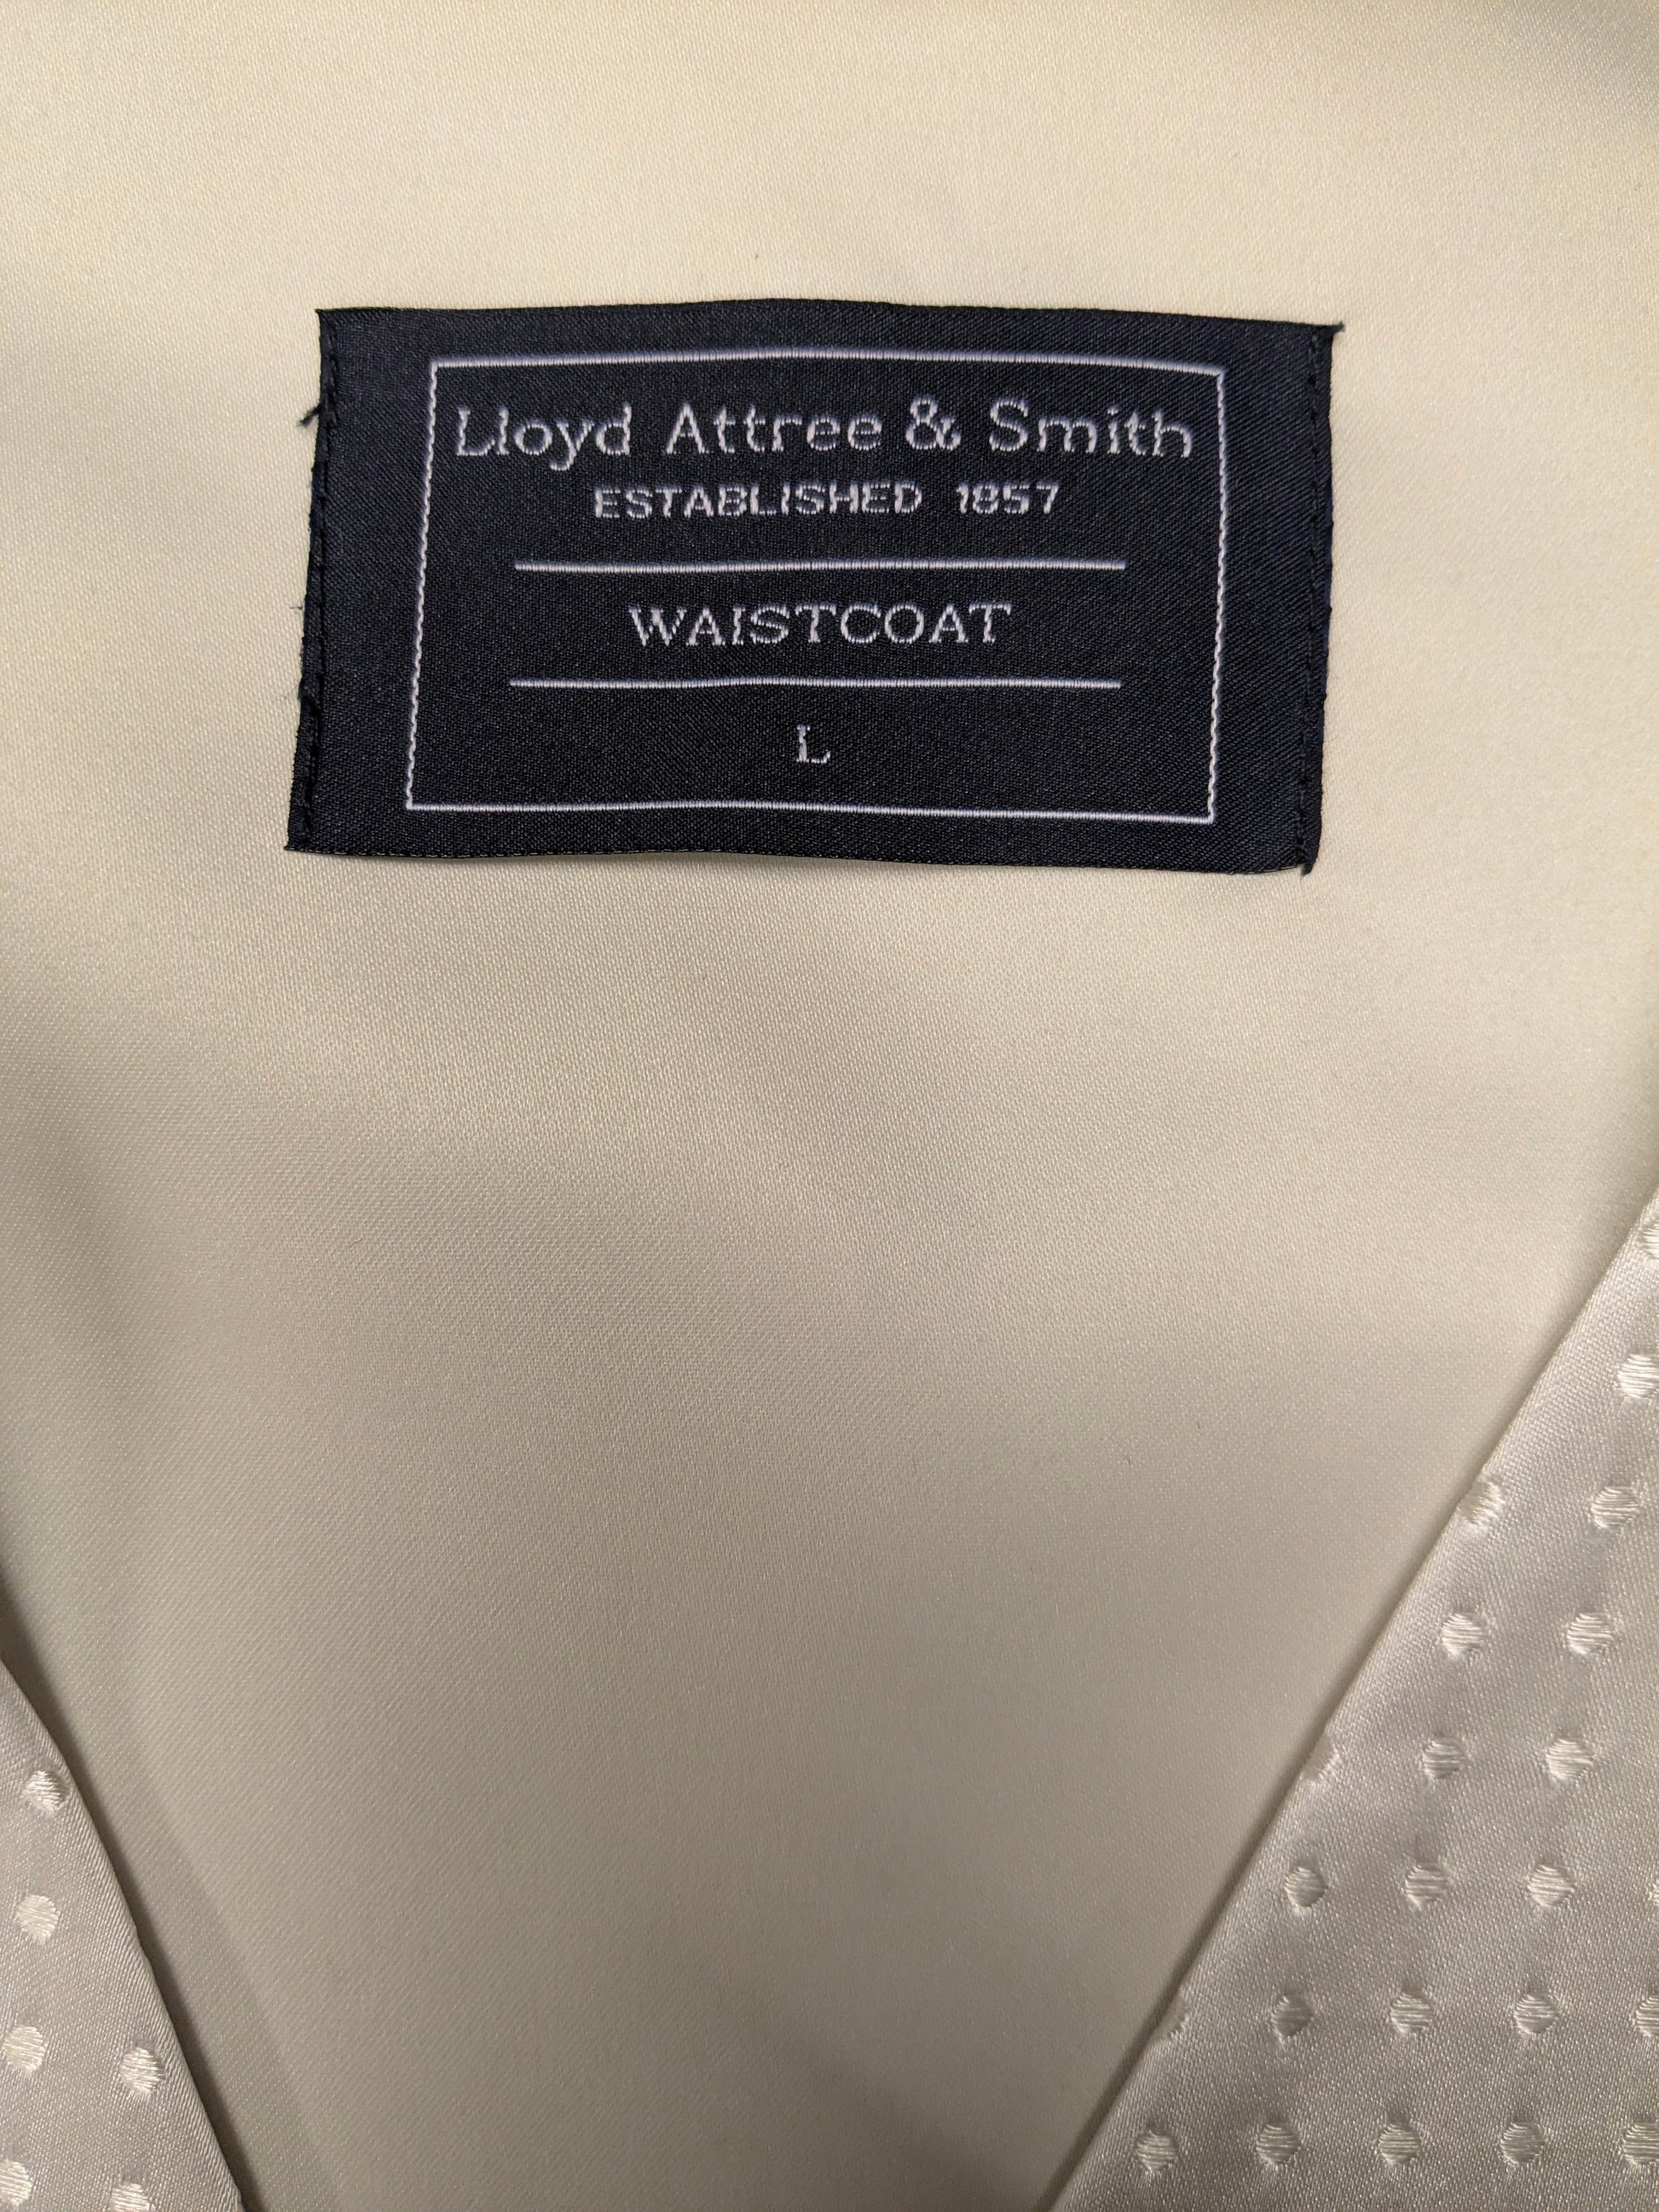 Lloyd Attree & Smith
ESTABLISHED 1857
WAISTCOAT
L